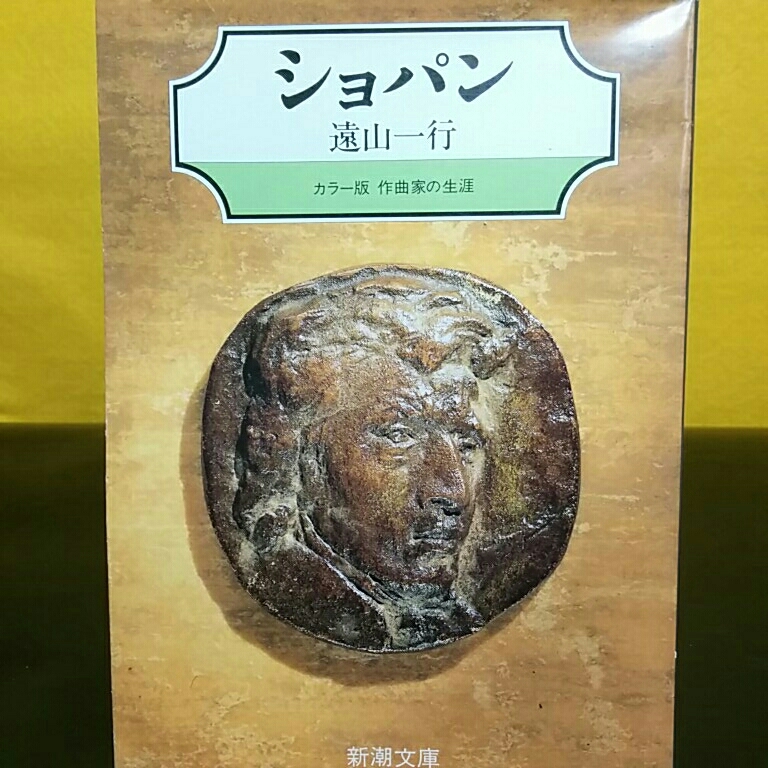 ショパン
遠山一行
カラー版 作曲家の生涯
新潮文庫